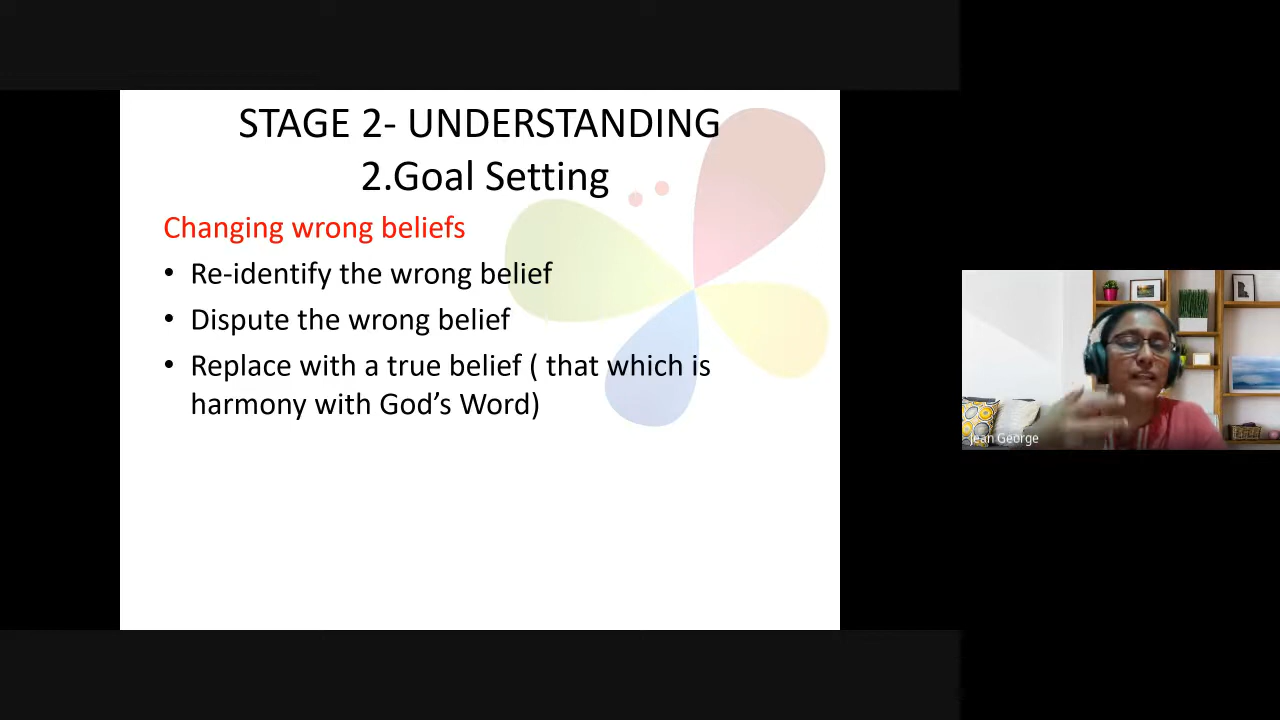 STAGE 2- UNDERSTANDING
2.Goal Setting
Changing wrong beliefs
• Re-identify the wrong belief
• Dispute the wrong belief
• Replace with a true belief ( that which is
harmony with God’s Word)
Jean George